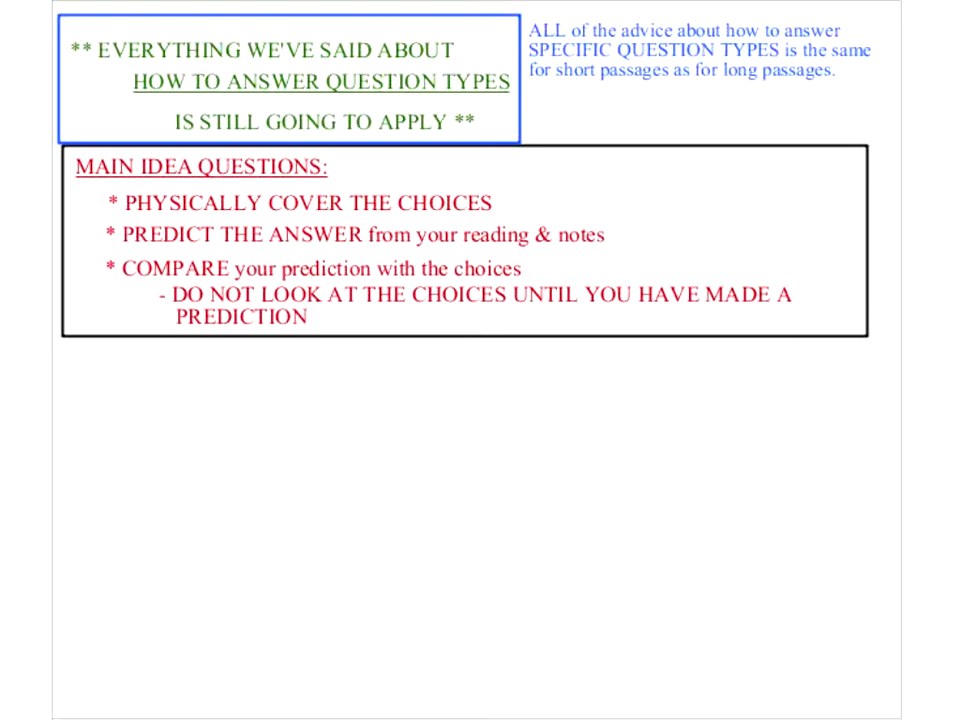 ** EVERYTHING WE'VE SAID ABOUT
HOW TO ANSWER QUESTION TYPES
IS STILL GOING TO APPLY **
ALL of the advice about how to answer
SPECIFIC QUESTION TYPES is the same
for short passages as for long passages.
MAIN IDEA QUESTIONS:
* PHYSICALLY COVER THE CHOICES
* PREDICT THE ANSWER from your reading & notes
* COMPARE your prediction with the choices
- DO NOT LOOK AT THE CHOICES UNTIL YOU HAVE MADE A
PREDICTION